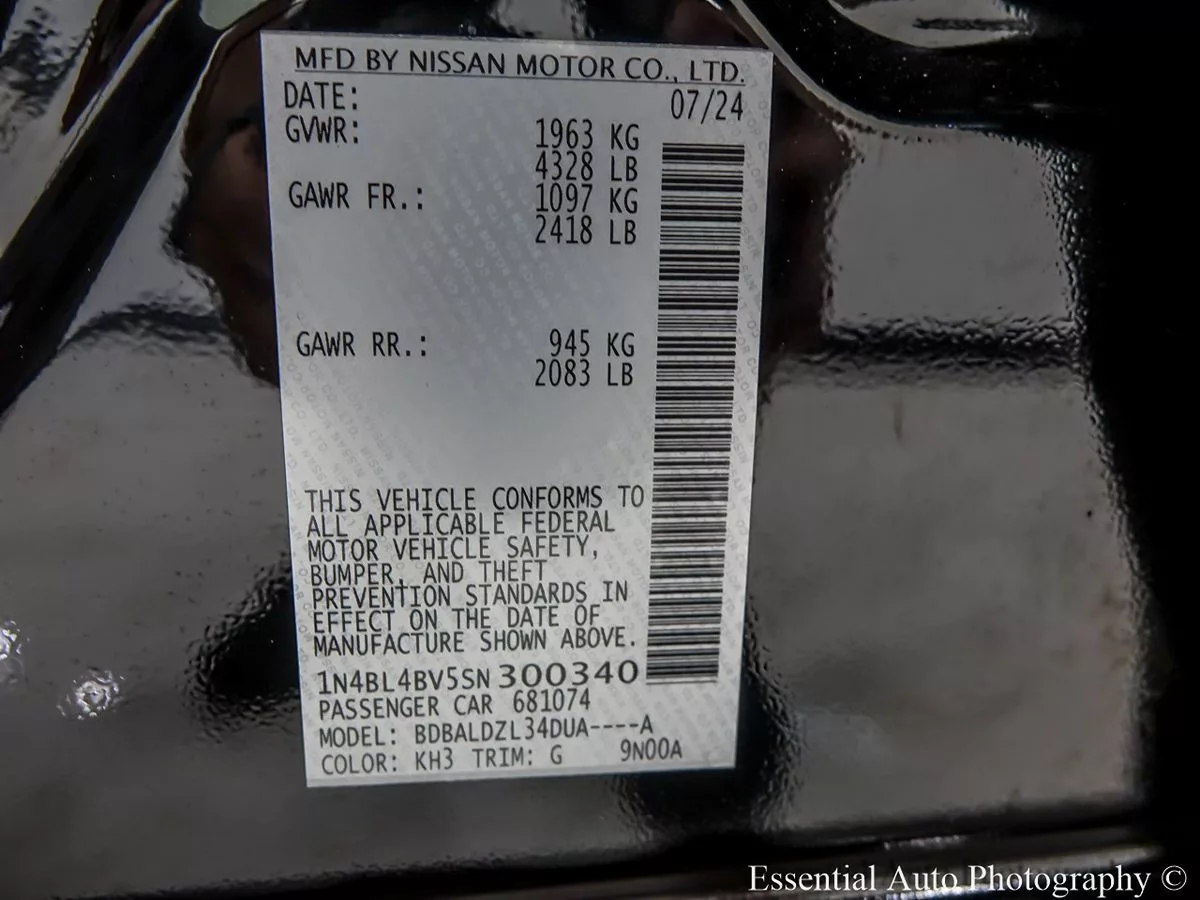 MFD BY NISSAN MOTOR CO., LTD.
DATE: 07/24
GVWR: 1963 KG
4328 LB
GAWR FR.: 1097 KG
2418 LB
GAWR RR.: 945 KG
2083 LB
THIS VEHICLE CONFORMS TO
ALL APPLICABLE FEDERAL
MOTOR VEHICLE SAFETY,
BUMPER, AND THEFT
PREVENTION STANDARDS IN
EFFECT ON THE DATE OF
MANUFACTURE SHOWN ABOVE.
1N4BL4BV5SN300340
PASSENGER CAR 681074
MODEL: BDBALDZL34DUA----A
COLOR: KH3 TRIM: G 9N00A
Essential Auto Photography ©